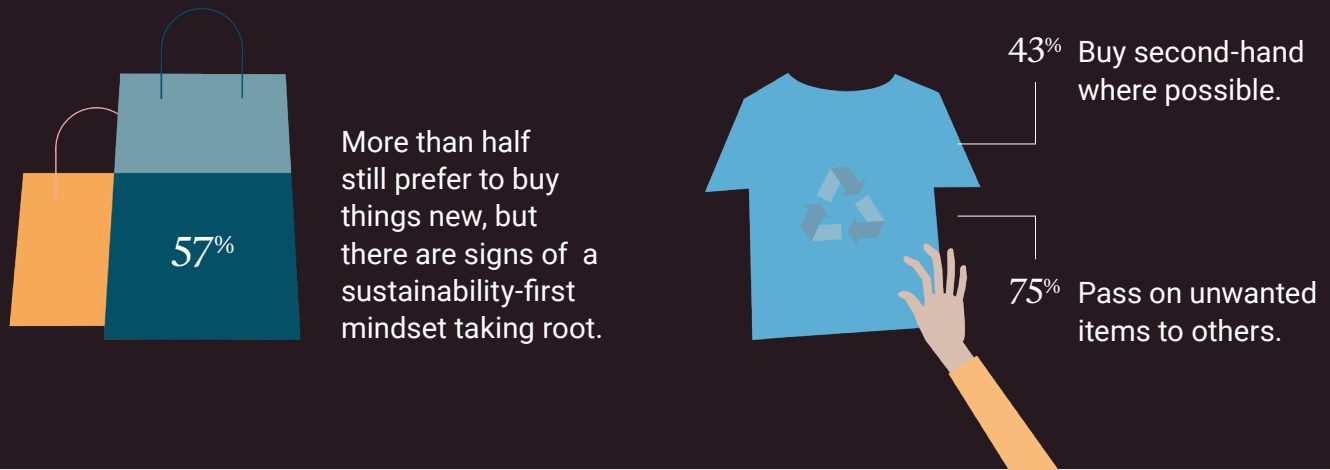 57%
More than half
still prefer to buy
things new, but
there are signs of a
sustainability-first
mindset taking root.
43% Buy second-hand
where possible.
75% Pass on unwanted
items to others.